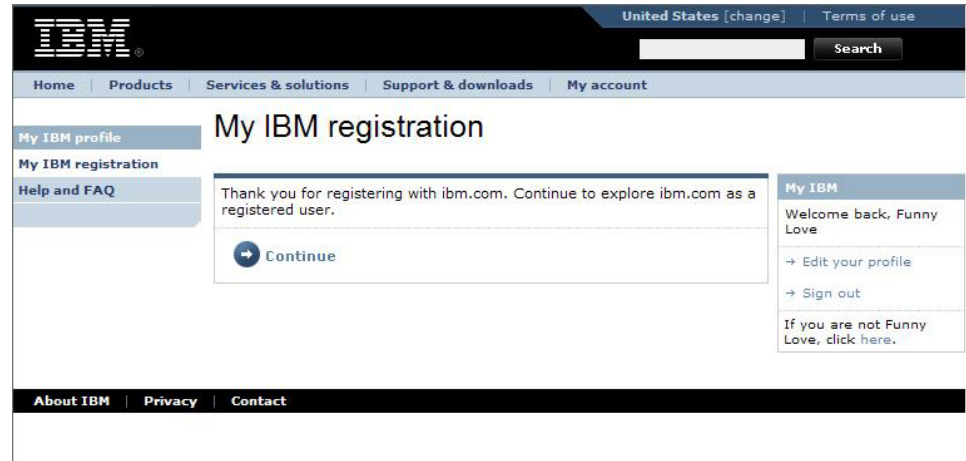 United States [change] | Terms of use
IBM®
Search
Home | Products | Services & solutions | Support & downloads | My account
My IBM profile
My IBM registration
Help and FAQ
My IBM registration
Thank you for registering with ibm.com. Continue to explore ibm.com as a
registered user.
Continue
My IBM
Welcome back, Funny
Love
→ Edit your profile
→ Sign out
If you are not Funny
Love, click here.
About IBM | Privacy | Contact